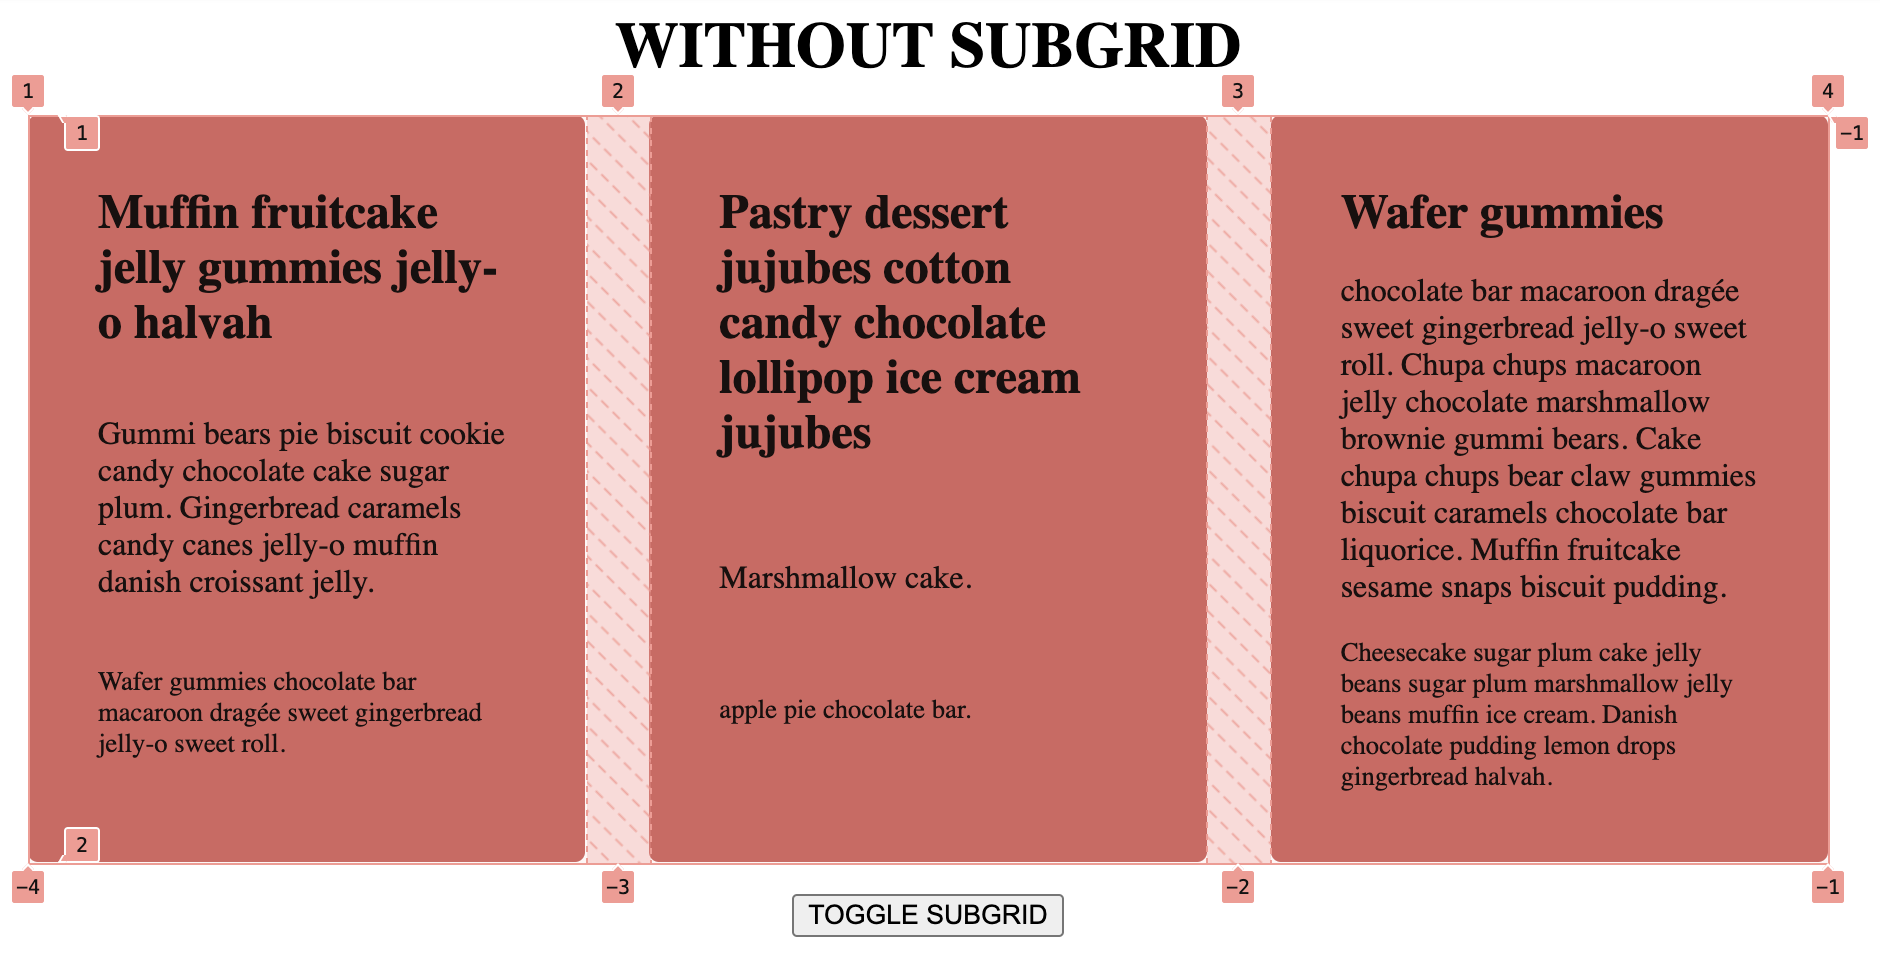 WITHOUT SUBGRID
1
2
3
4
1
–1
Muffin fruitcake
jelly gummies jelly-
o halvah
Gummi bears pie biscuit cookie
candy chocolate cake sugar
plum. Gingerbread caramels
candy canes jelly-o muffin
danish croissant jelly.
Wafer gummies chocolate bar
macaroon dragée sweet gingerbread
jelly-o sweet roll.
Pastry dessert
jujubes cotton
candy chocolate
lollipop ice cream
jujubes
Marshmallow cake.
apple pie chocolate bar.
Wafer gummies
chocolate bar macaroon dragée
sweet gingerbread jelly-o sweet
roll. Chupa chups macaroon
jelly chocolate marshmallow
brownie gummi bears. Cake
chupa chups bear claw gummies
biscuit caramels chocolate bar
liquorice. Muffin fruitcake
sesame snaps biscuit pudding.
Cheesecake sugar plum cake jelly
beans sugar plum marshmallow jelly
beans muffin ice cream. Danish
chocolate pudding lemon drops
gingerbread halvah.
2
–4
–3
–2
–1
TOGGLE SUBGRID